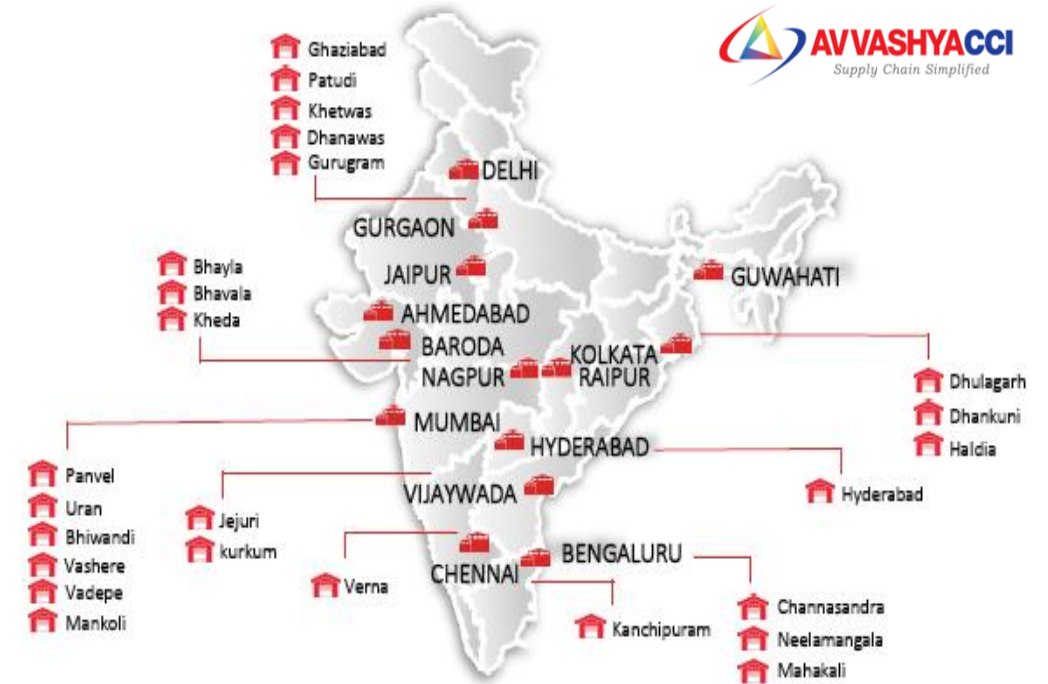 AVVASHYACCI
Supply Chain Simplified
Ghaziabad
Patudi
Khetwas
Dhanawas
Gurugram
DELHI
GURGAON
JAIPUR
GUWAHATI
Bhayla
Bhavala
Kheda
AHMEDABAD
BARODA
NAGPUR
KOLKATA
RAIPUR
Dhulagarh
Dhankuni
Haldia
MUMBAI
HYDERABAD
Hyderabad
Panvel
Uran
Bhiwandi
Vashere
Vadepe
Mankoli
VIJAYWADA
Jejuri
kurkum
Verna
CHENNAI
BENGALURU
Kanchipuram
Channasandra
Neelamangala
Mahakali